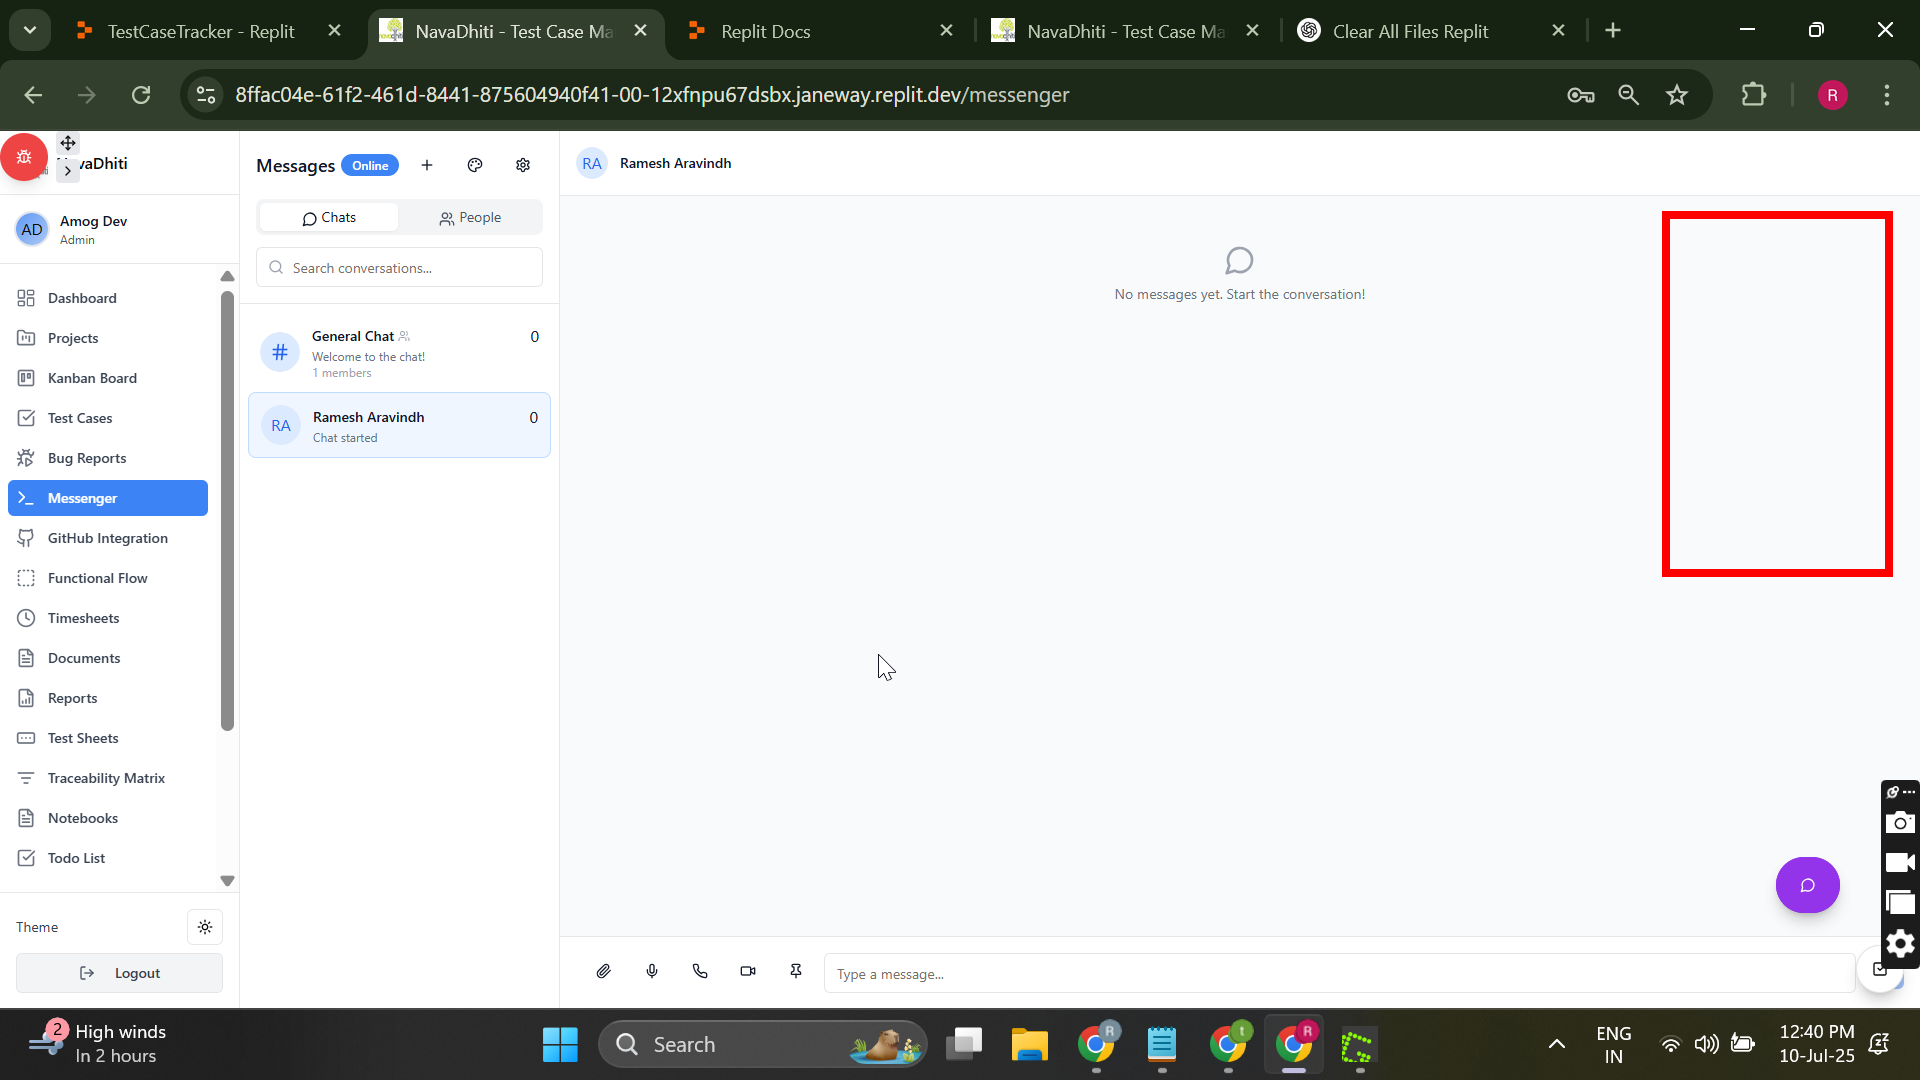 TestCaseTracker - Replit
NavaDhiti - Test Case Ma
Replit Docs
NavaDhiti - Test Case Ma
Clear All Files Replit
8ffac04e-61f2-461d-8441-875604940f41-00-12xfnpu67dsbx.janeway.replit.dev/messenger
R
vaDhiti
AD
Amog Dev
Admin
Dashboard
Projects
Kanban Board
Test Cases
Bug Reports
Messenger
GitHub Integration
Functional Flow
Timesheets
Documents
Reports
Test Sheets
Traceability Matrix
Notebooks
Todo List
Theme
Logout
Messages
Online
Chats
People
Search conversations...
General Chat
0
Welcome to the chat!
1 members
RA
Ramesh Aravindh
0
Chat started
RA
Ramesh Aravindh
No messages yet. Start the conversation!
Type a message...
2
High winds
In 2 hours
Search
R
t
R
ENG
IN
12:40 PM
10-Jul-25